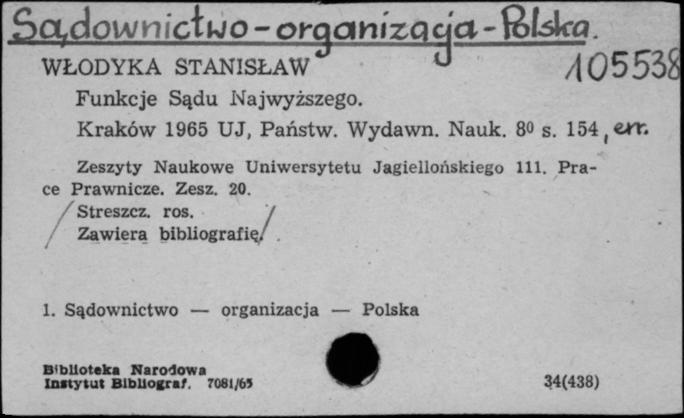 Sądownictwo - organizacja - Polska.
WŁODYKA STANISŁAW 105538
Funkcje Sądu Najwyższego.
Kraków 1965 UJ, Państw. Wydawn. Nauk. 8⁰ s. 154, err.
Zeszyty Naukowe Uniwersytetu Jagiellońskiego 111. Pra-
ce Prawnicze. Zesz. 20.
/ Streszcz. ros.
Zawiera bibliografię. /
1. Sądownictwo — organizacja — Polska
Biblioteka Narodowa
Instytut Bibliograf. 7081/65 34(438)